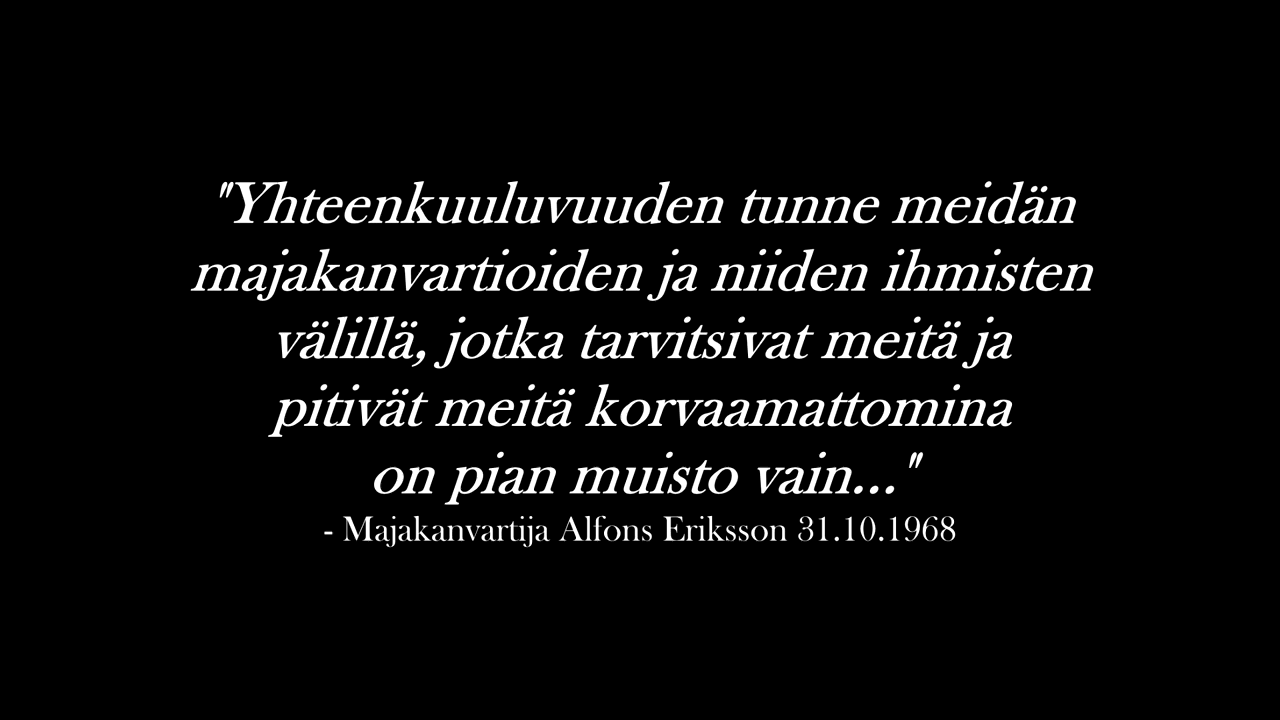 "Yhteenkuuluvuuden tunne meidän
majakanvartioiden ja niiden ihmisten
välillä, jotka tarvitsivat meitä ja
pitivät meitä korvaamattomina
on pian muisto vain..."
- Majakanvartija Alfons Eriksson 31.10.1968